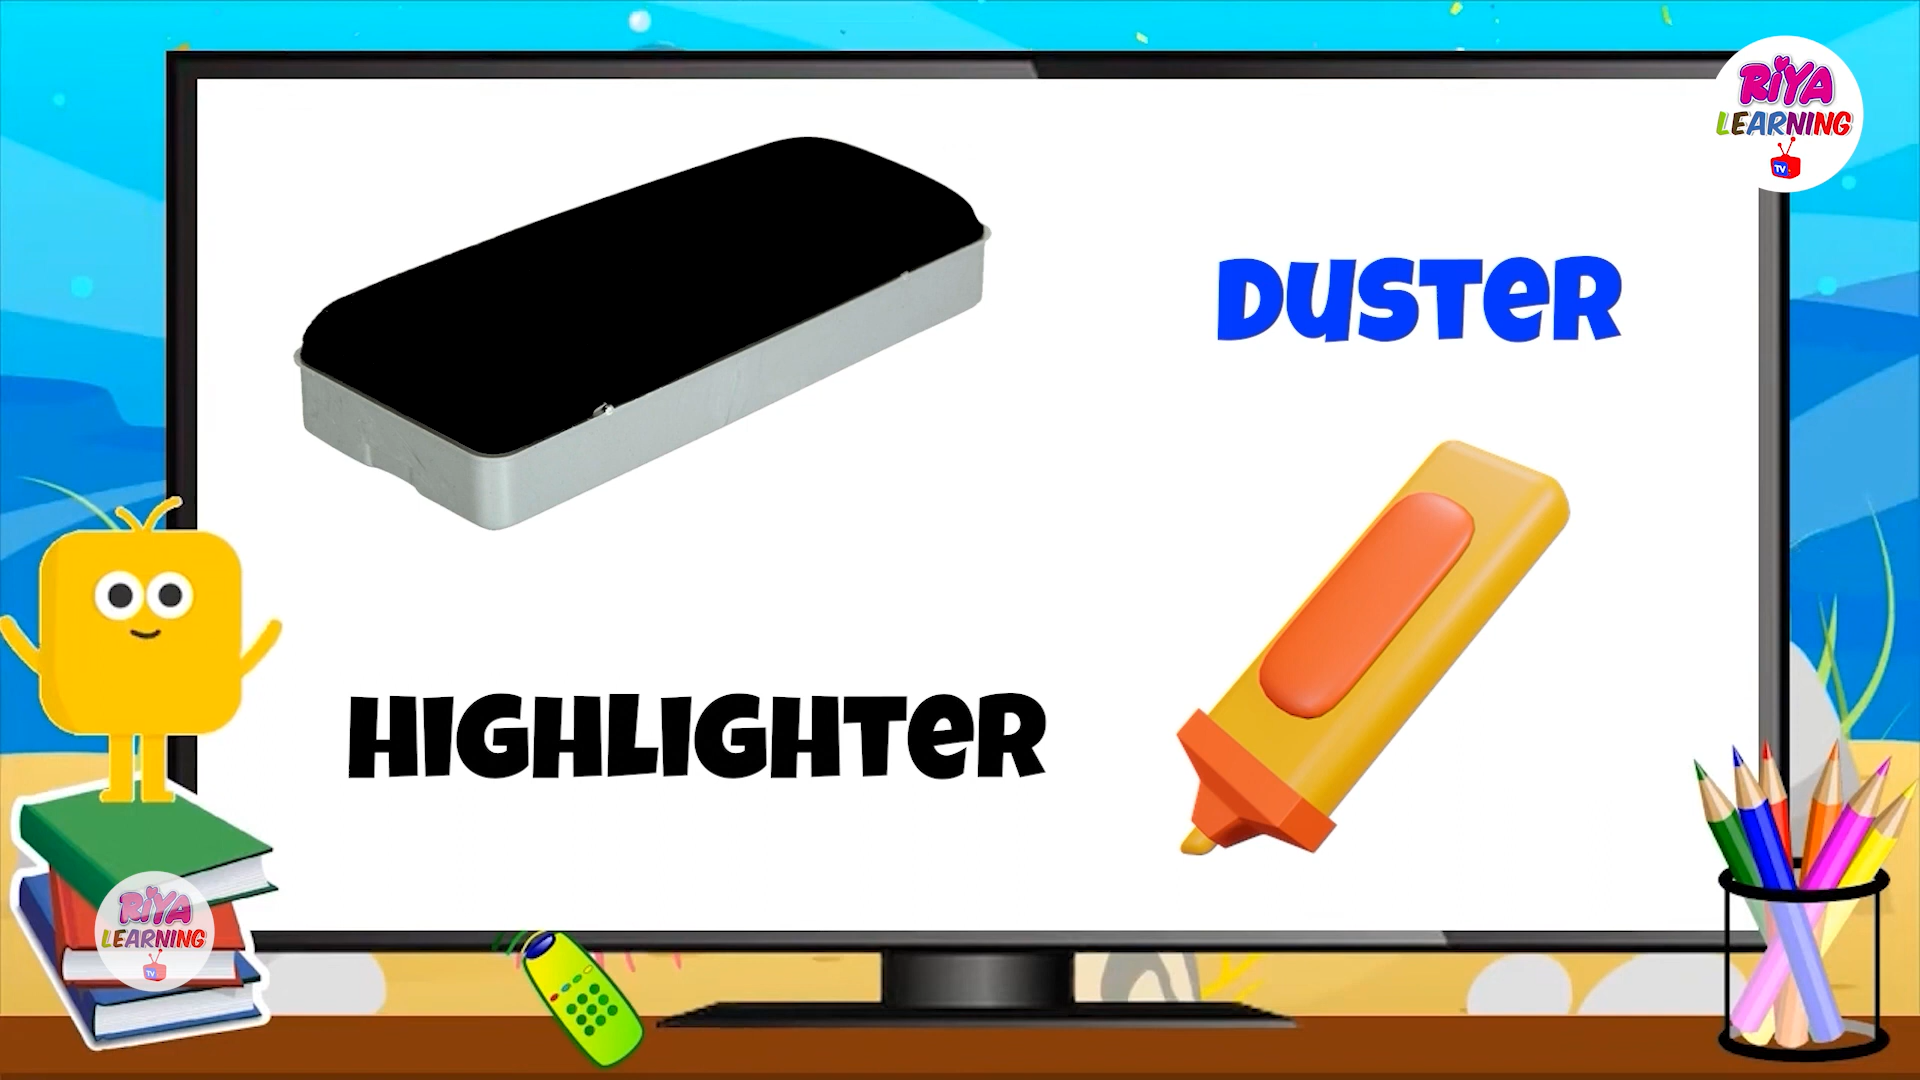 RIYA
LEARNING
TV
DUSTER
HIGHLIGHTER
RIYA
LEARNING
TV